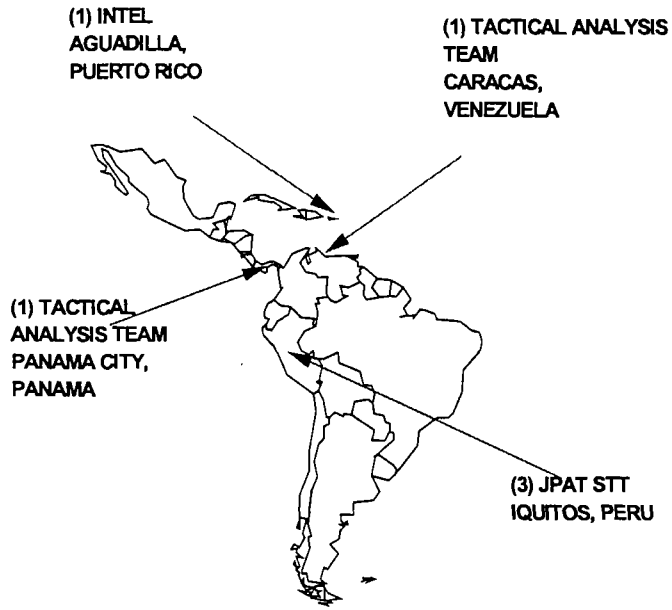 (1) INTEL
AGUADILLA,
PUERTO RICO
(1) TACTICAL ANALYSIS
TEAM
CARACAS,
VENEZUELA
(1) TACTICAL
ANALYSIS TEAM
PANAMA CITY,
PANAMA
(3) JPAT STT
IQUITOS, PERU